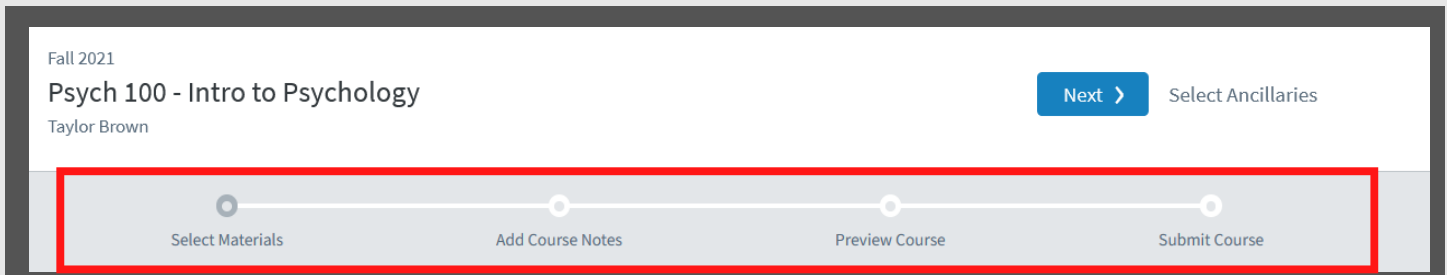 Fall 2021
Psych 100 - Intro to Psychology
Taylor Brown
Next Select Ancillaries
Select Materials Add Course Notes Preview Course Submit Course